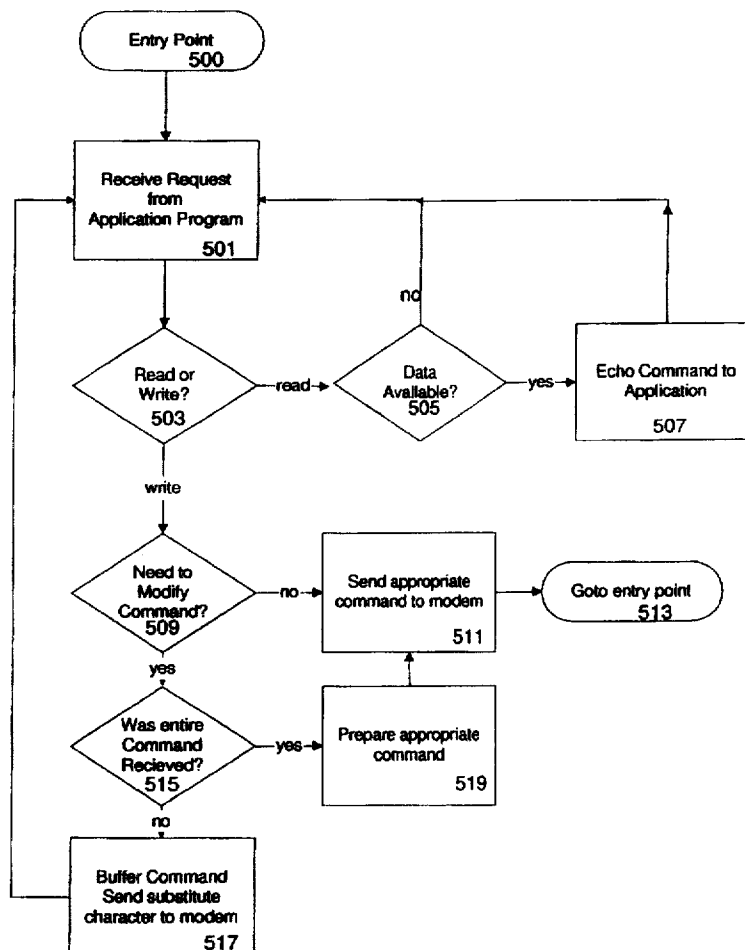 Entry Point
500
Receive Request
from
Application Program
501
no
Read or
Write?
503
read
Data
Available?
505
yes
Echo Command to
Application
507
write
Need to
Modify
Command?
509
no
Send appropriate
command to modem
511
Goto entry point
513
yes
Was entire
Command
Recieved?
515
yes
Prepare appropriate
command
519
no
Buffer Command
Send substitute
character to modem
517